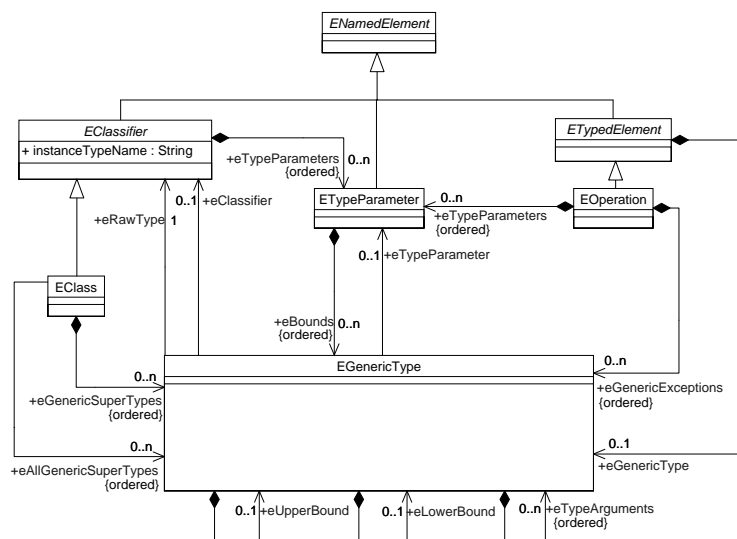 ENamedElement
EClassifier
+ instanceTypeName : String
ETypedElement
+eTypeParameters
{ordered}
0..n
ETypeParameter
EOperation
0..n
+eTypeParameters
{ordered}
+eRawType
1
0..1
+eClassifier
0..1
+eTypeParameter
EClass
+eBounds
{ordered}
0..n
EGenericType
0..n
+eGenericSuperTypes
{ordered}
0..n
+eGenericExceptions
{ordered}
0..n
+eAllGenericSuperTypes
{ordered}
0..1
+eGenericType
0..1
+eUpperBound
0..1
+eLowerBound
0..n
+eTypeArguments
{ordered}